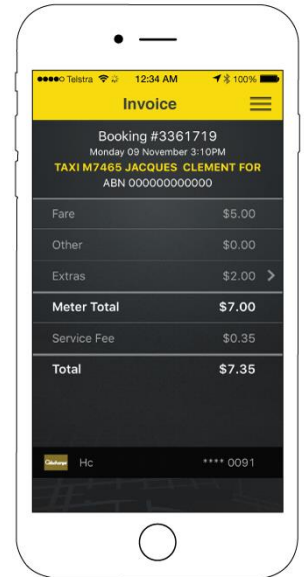 Telstra 12:34 AM 100%
Invoice
Booking #3361719
Monday 09 November 3:10PM
TAXI M7465 JACQUES CLEMENT FOR
ABN 000000000000
Fare $5.00
Other $0.00
Extras $2.00
Meter Total $7.00
Service Fee $0.35
Total $7.35
Hc **** 0091